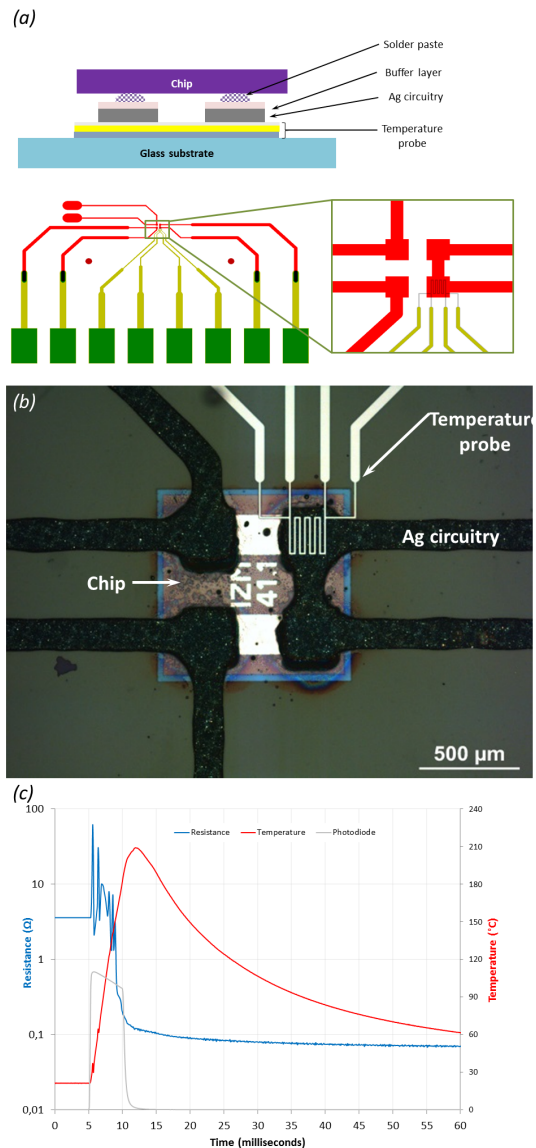 (a)
Solder paste
Chip
Buffer layer
Ag circuitry
Temperature
probe
Glass substrate
(b)
Temperature
probe
Ag circuitry
Chip
IZM
41.1
500 µm
(c)
100
10
1
0,1
0,01
Resistance (Ω)
Resistance
Temperature
Photodiode
240
210
180
150
120
90
60
30
0
Temperature (°C)
0
5
10
15
20
25
30
35
40
45
50
55
60
Time (milliseconds)